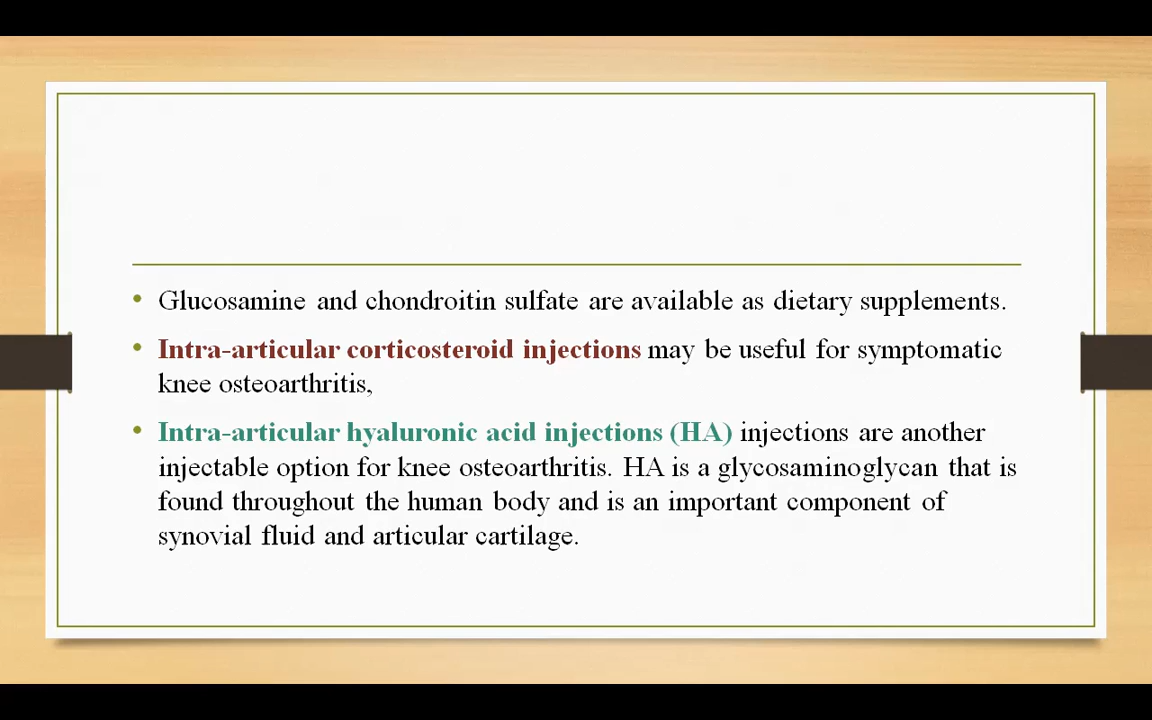 • Glucosamine and chondroitin sulfate are available as dietary supplements.
• Intra-articular corticosteroid injections may be useful for symptomatic
knee osteoarthritis,
• Intra-articular hyaluronic acid injections (HA) injections are another
injectable option for knee osteoarthritis. HA is a glycosaminoglycan that is
found throughout the human body and is an important component of
synovial fluid and articular cartilage.